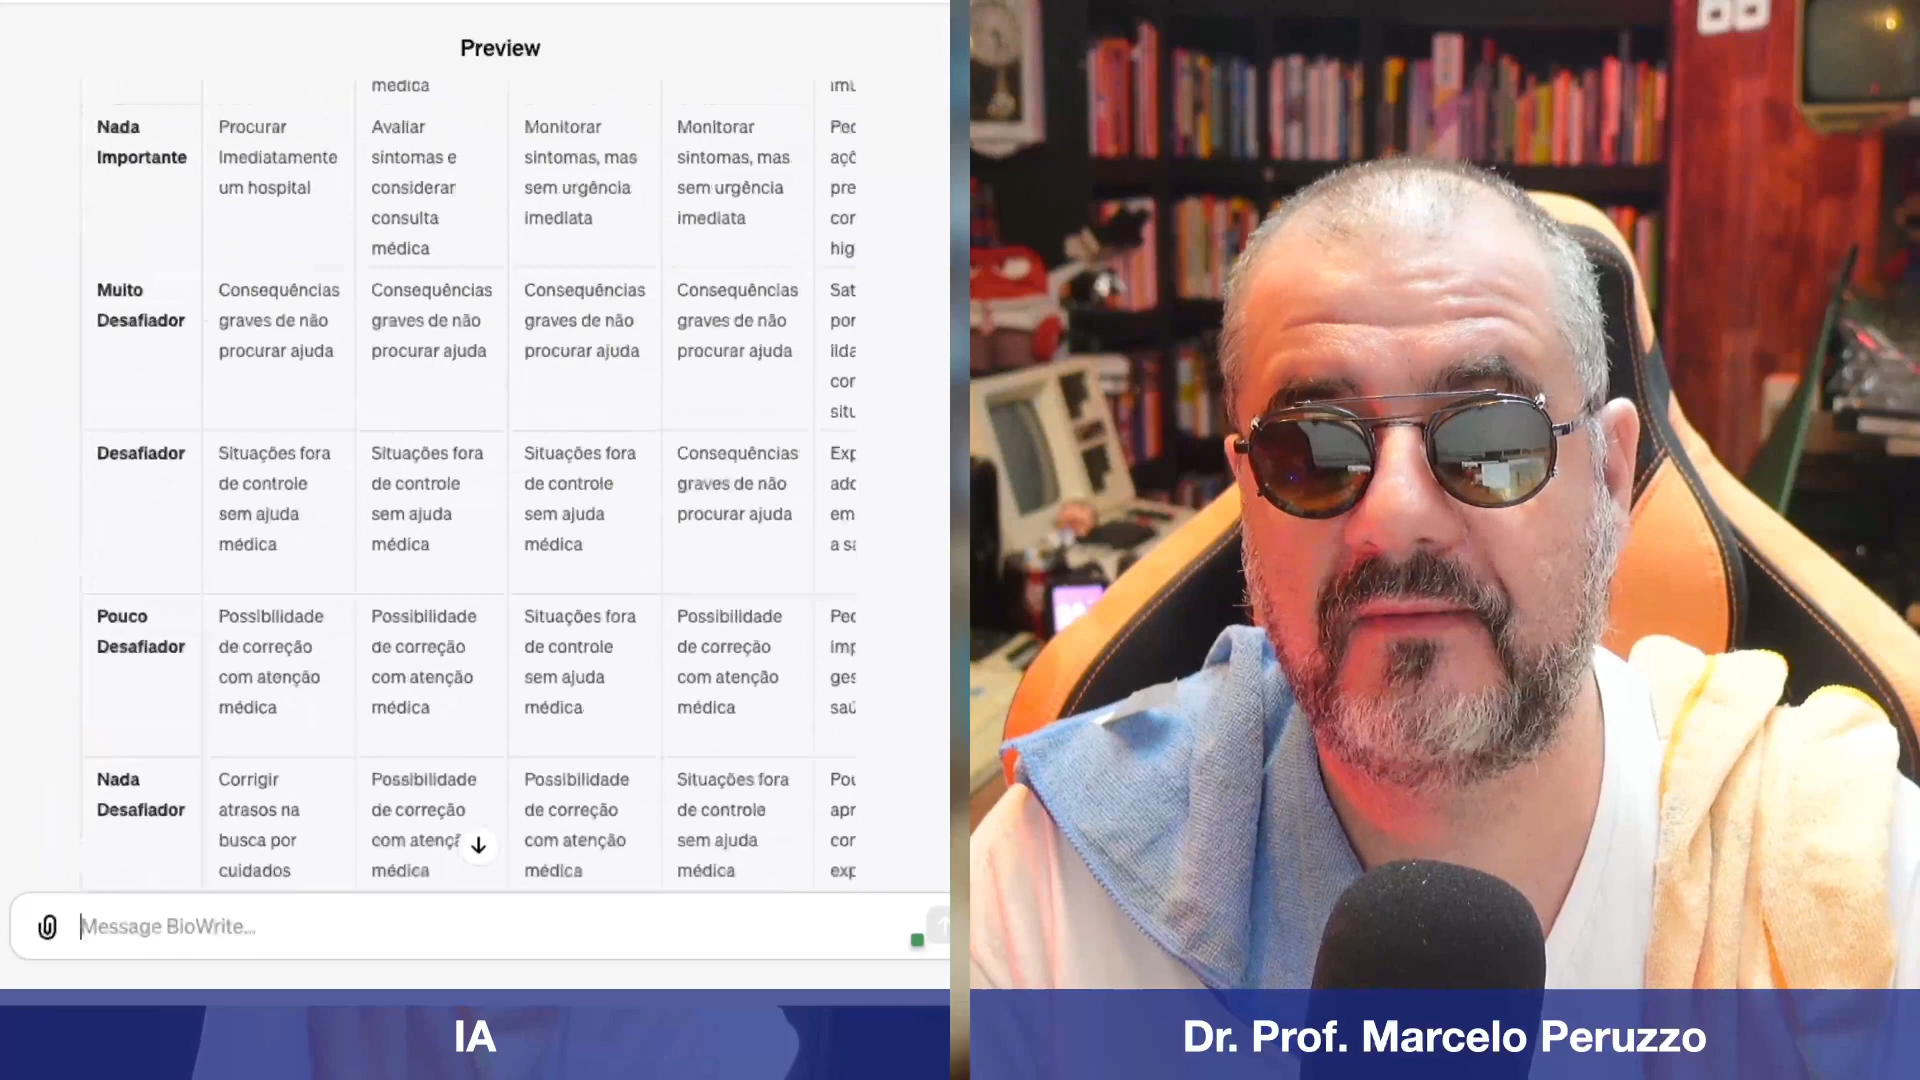 Preview
médica
Nada
Importante
Procurar
Imediatamente
um hospital
Avaliar
sintomas e
considerar
consulta
médica
Monitorar
sintomas, mas
sem urgência
imediata
Monitorar
sintomas, mas
sem urgência
imediata
Muito
Desafiador
Consequências
graves de não
procurar ajuda
Consequências
graves de não
procurar ajuda
Consequências
graves de não
procurar ajuda
Consequências
graves de não
procurar ajuda
Desafiador
Situações fora
de controle
sem ajuda
médica
Situações fora
de controle
sem ajuda
médica
Situações fora
de controle
sem ajuda
médica
Consequências
graves de não
procurar ajuda
Pouco
Desafiador
Possibilidade
de correção
com atenção
médica
Possibilidade
de correção
com atenção
médica
Situações fora
de controle
sem ajuda
médica
Possibilidade
de correção
com atenção
médica
Nada
Desafiador
Corrigir
atrasos na
busca por
cuidados
Possibilidade
de correção
com atenç
médica
Possibilidade
de correção
com atenção
médica
Situações fora
de controle
sem ajuda
médica
Message BioWrite...
IA
Dr. Prof. Marcelo Peruzzo